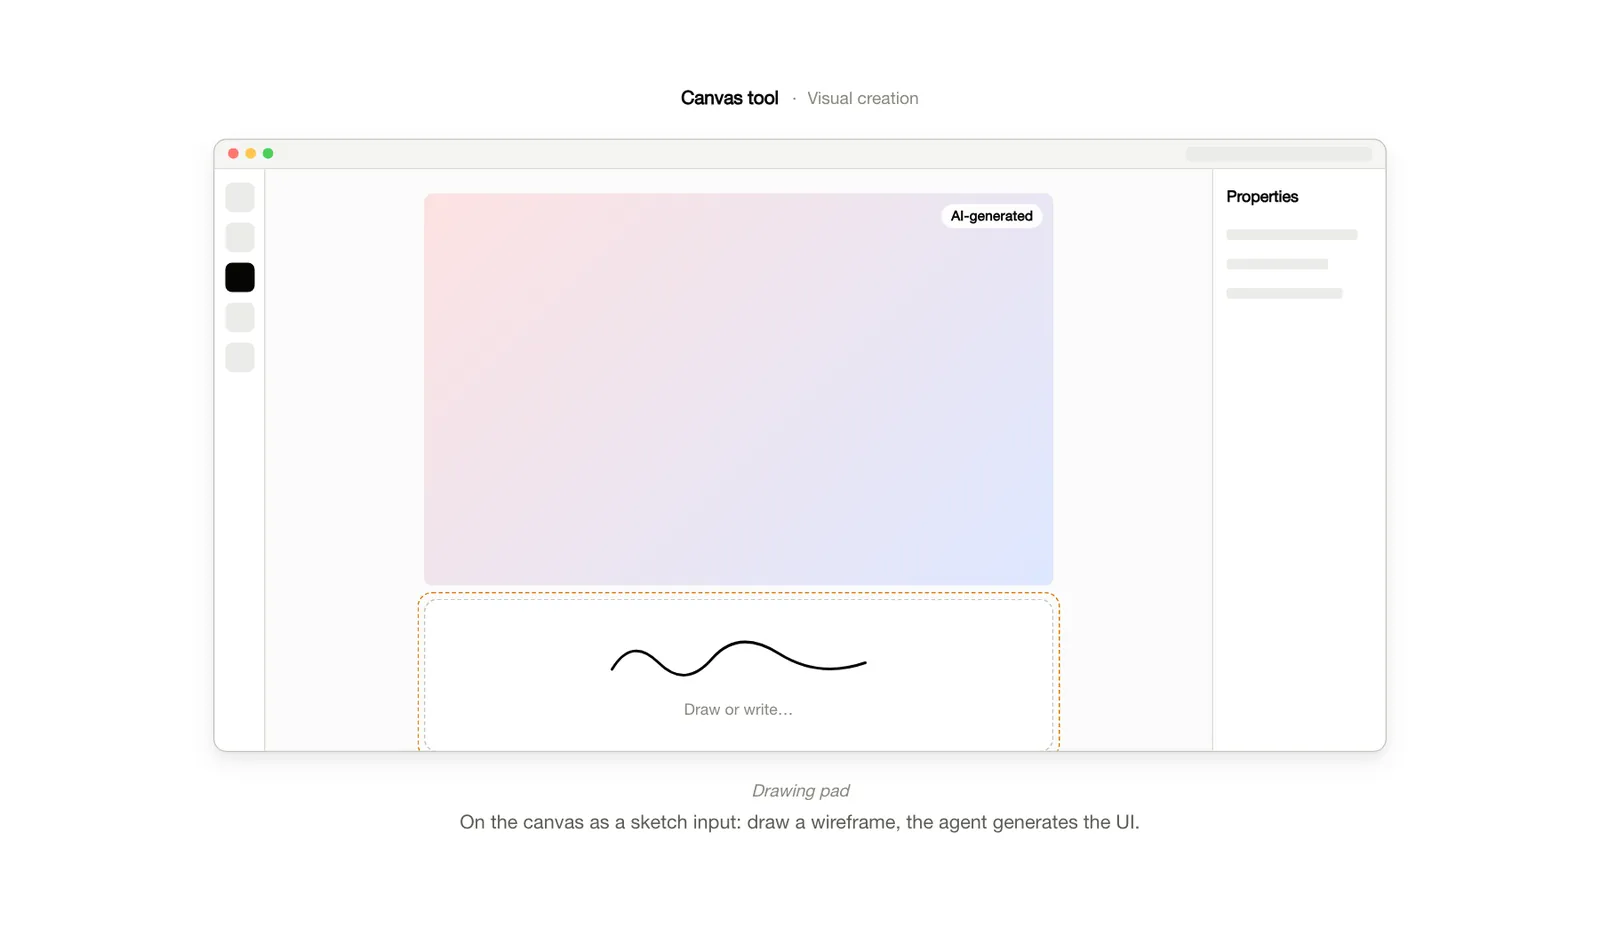 Canvas tool · Visual creation
AI-generated
Properties
Draw or write…
Drawing pad
On the canvas as a sketch input: draw a wireframe, the agent generates the UI.